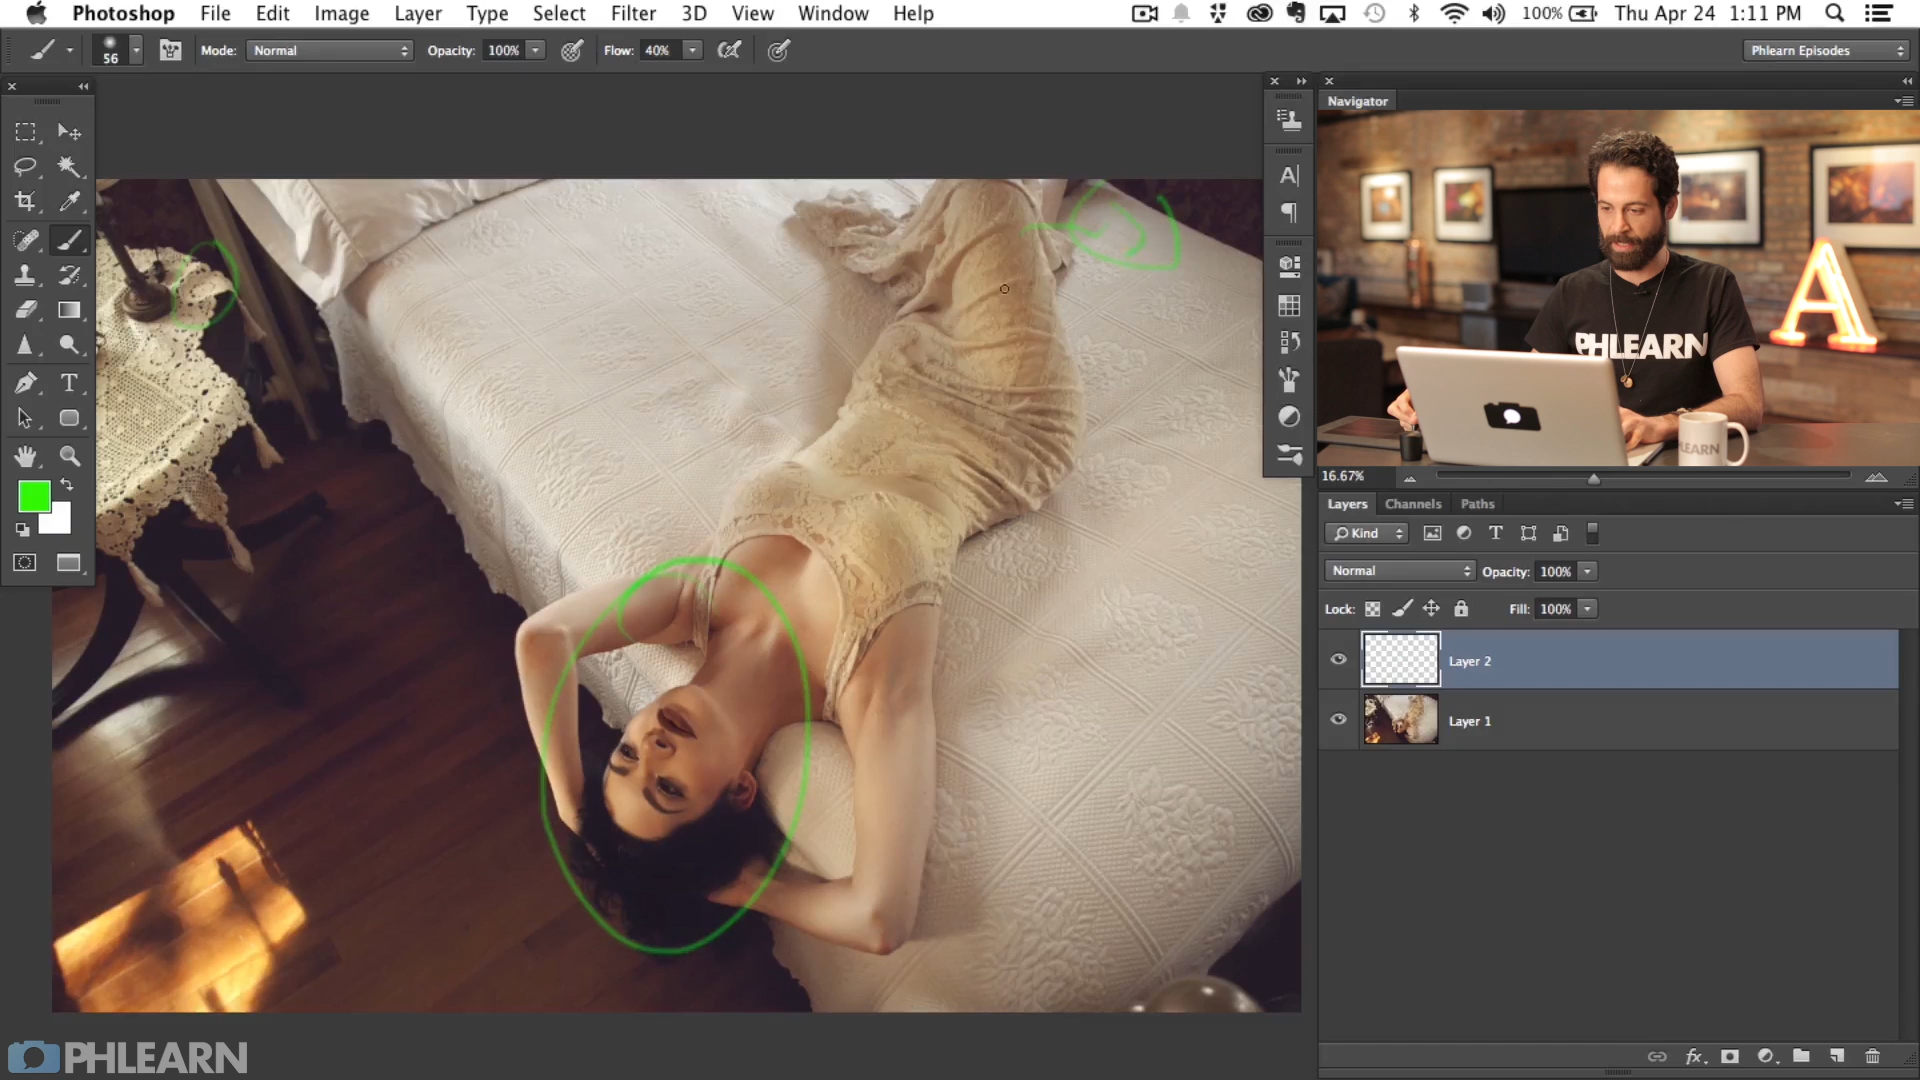 Photoshop File Edit Image Layer Type Select Filter 3D View Window Help 100% Thu Apr 24 1:11 PM
56 Mode: Normal Opacity: 100% Flow: 40% Phlearn Episodes
Navigator
A
PHLEARN
16.67%
Layers Channels Paths
Kind
Normal Opacity: 100%
Lock: Fill: 100%
Layer 2
Layer 1
fx
PHLEARN